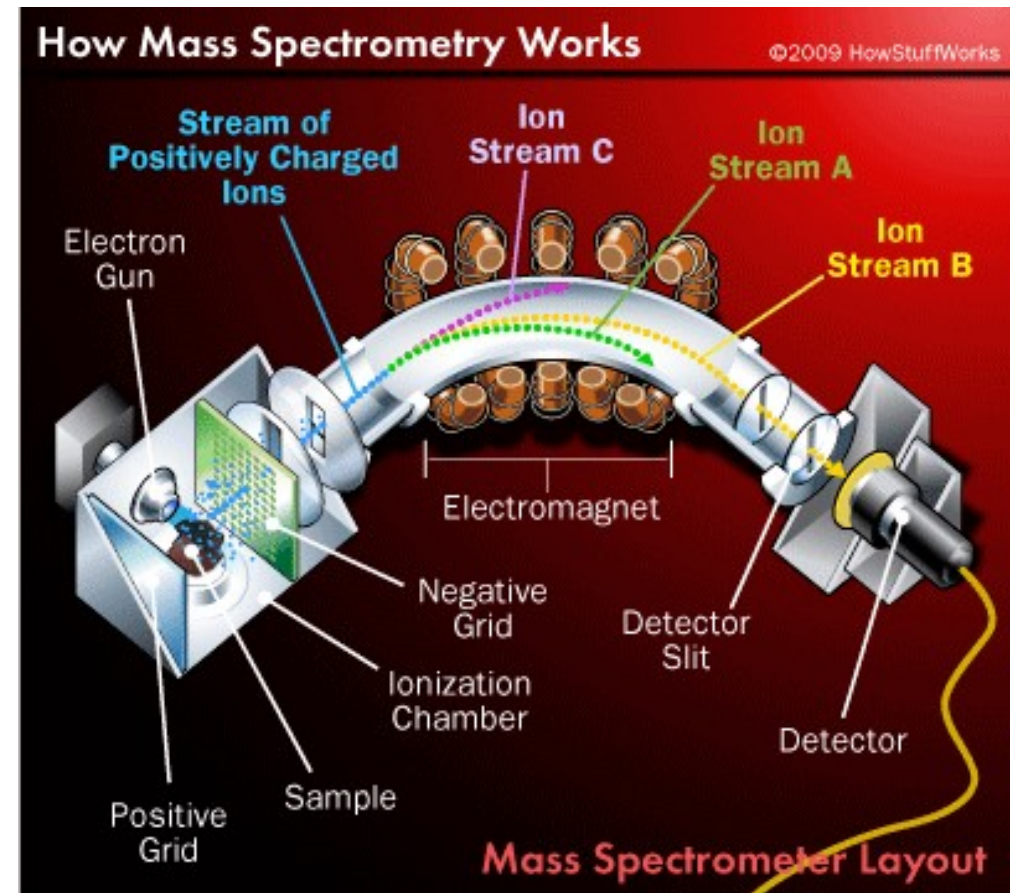 How Mass Spectrometry Works
©2009 HowStuffWorks
Stream of
Positively Charged
Ions
Ion
Stream C
Ion
Stream A
Ion
Stream B
Electron
Gun
Electromagnet
Negative
Grid
Detector
Slit
Ionization
Chamber
Detector
Sample
Positive
Grid
Mass Spectrometer Layout